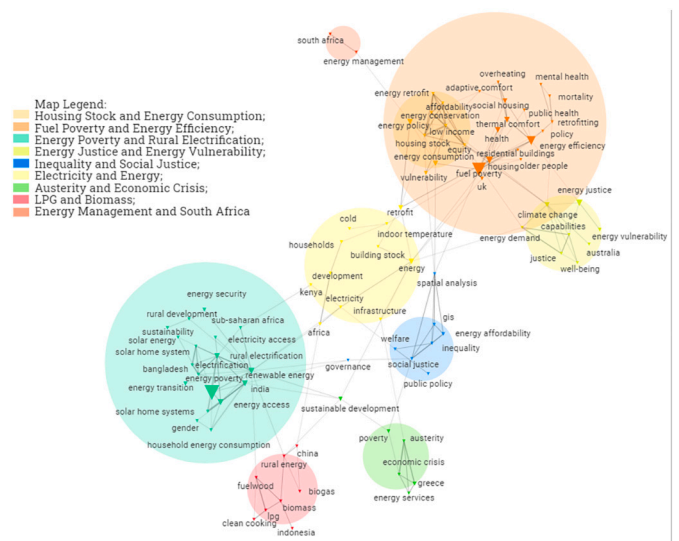 Map Legend:
Housing Stock and Energy Consumption;
Fuel Poverty and Energy Efficiency;
Energy Poverty and Rural Electrification;
Energy Justice and Energy Vulnerability;
Inequality and Social Justice;
Electricity and Energy;
Austerity and Economic Crisis;
LPG and Biomass;
Energy Management and South Africa
south africa
energy management
overheating
mental health
adaptive comfort
energy retrofit
mortality
affordability
social housing
energy conservation
public health
thermal comfort
retrofitting
energy policy
low income
policy
health
housing stock
energy efficiency
equity
residential buildings
energy consumption
housing
older people
vulnerability
fuel poverty
uk
energy justice
retrofit
climate change
cold
capabilities
indoor temperature
energy demand
energy vulnerability
households
building stock
australia
justice
energy
well-being
development
spatial analysis
kenya
energy security
electricity
infrastructure
rural development
sub-saharan africa
gis
africa
sustainability
energy affordability
solar energy
electricity access
welfare
inequality
solar home system
rural electrification
social justice
bangladesh
electrification
renewable energy
governance
energy poverty
public policy
energy transition
india
energy access
solar home systems
sustainable development
gender
household energy consumption
poverty
austerity
china
rural energy
economic crisis
fuelwood
greece
biogas
energy services
biomass
lpg
clean cooking
indonesia